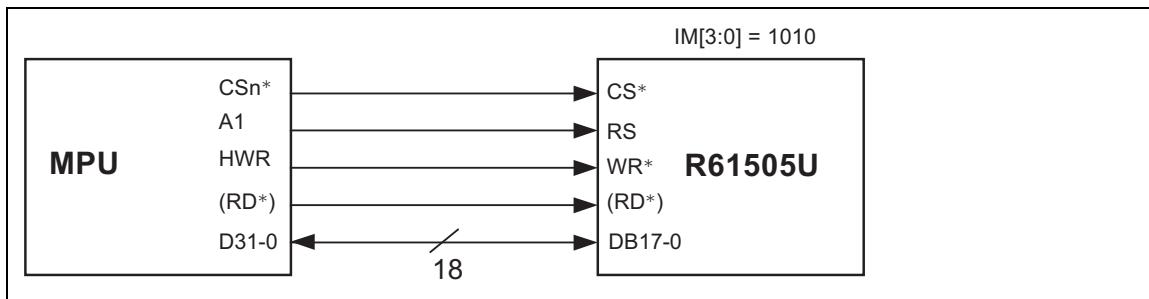 IM[3:0] = 1010
CSn* CS*
A1 RS
MPU HWR WR* R61505U
(RD*) (RD*)
D31-0 DB17-0
18